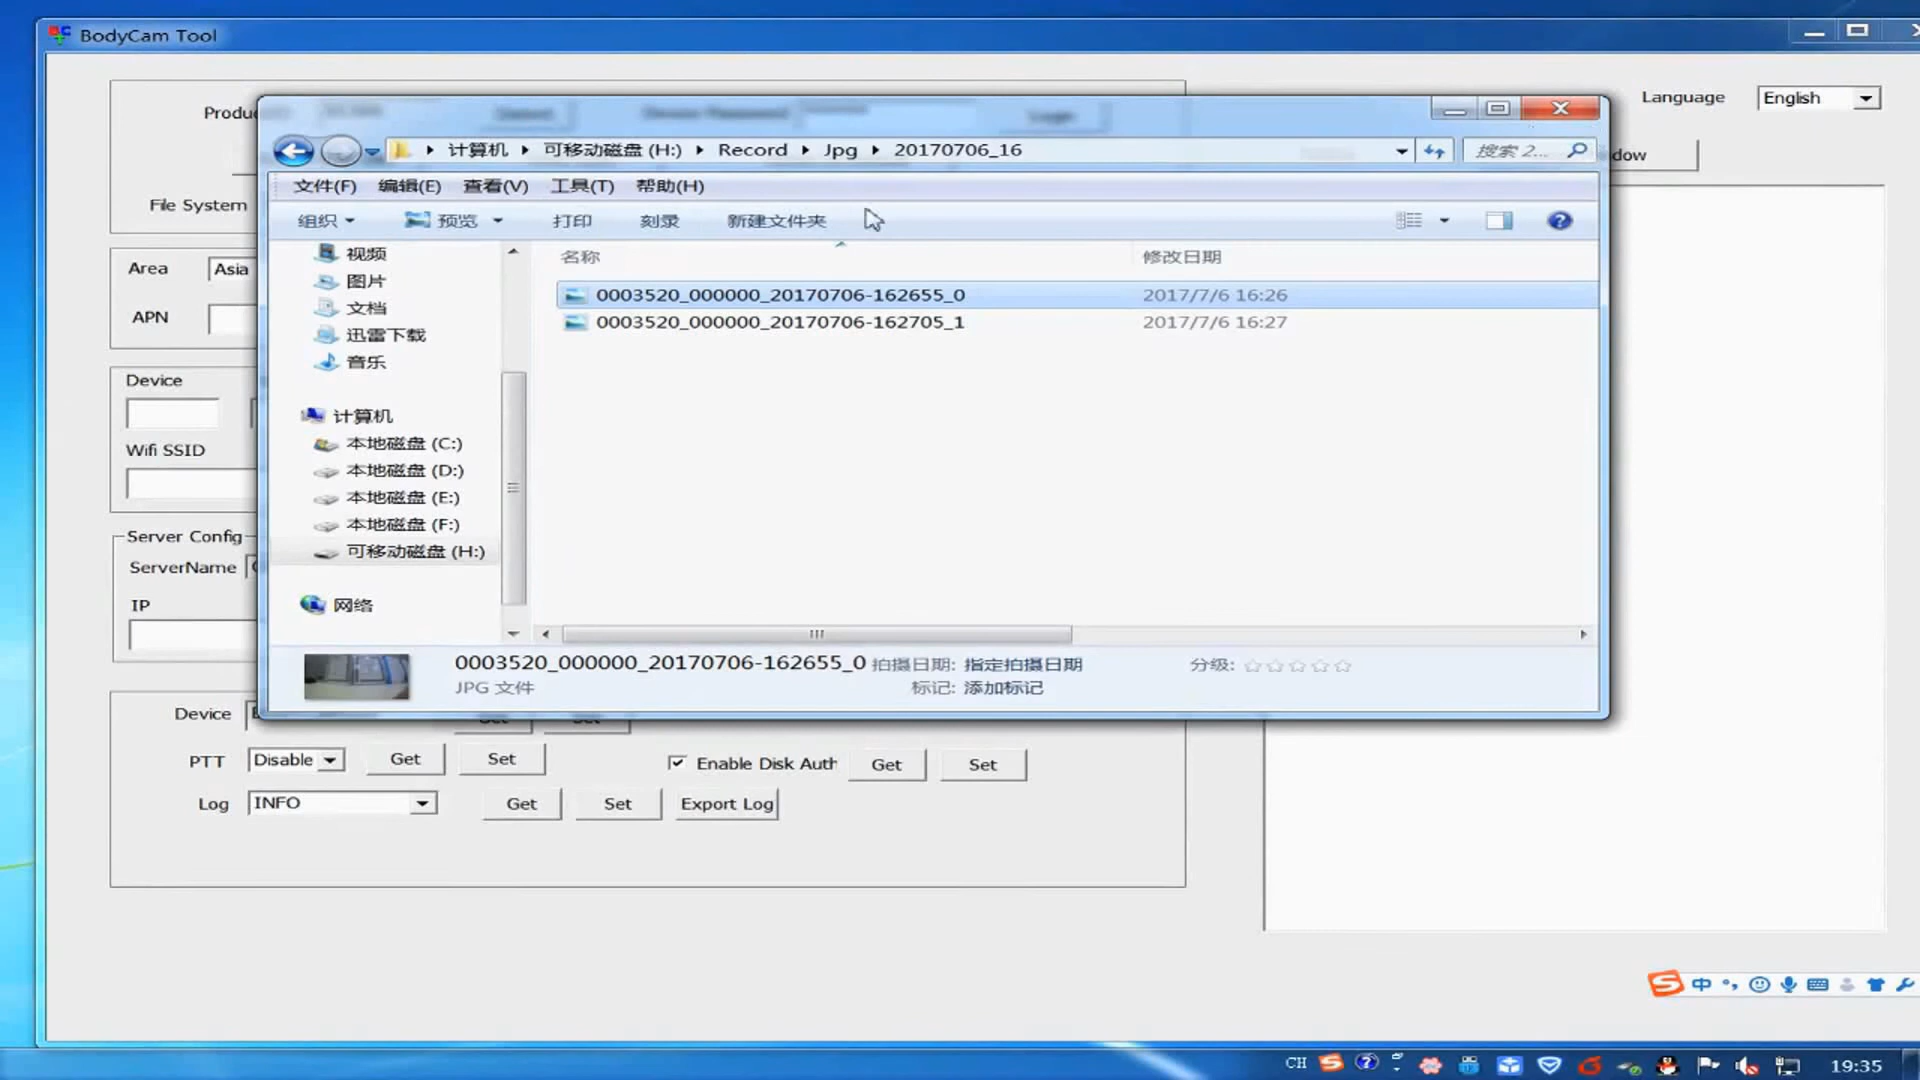 BodyCam Tool
Language English
Produ
计算机 可移动磁盘 (H:) Record Jpg 20170706_16 搜索 2...
dow
文件(F) 编辑(E) 查看(V) 工具(T) 帮助(H)
File System
组织 预览 打印 刻录 新建文件夹
名称 修改日期
视频
图片
文档
迅雷下载
音乐
计算机
本地磁盘 (C:)
本地磁盘 (D:)
本地磁盘 (E:)
本地磁盘 (F:)
可移动磁盘 (H:)
网络
0003520_000000_20170706-162655_0 2017/7/6 16:26
0003520_000000_20170706-162705_1 2017/7/6 16:27
Area Asia
APN
Device
Wifi SSID
Server Config
ServerName
IP
0003520_000000_20170706-162655_0 拍摄日期: 指定拍摄日期 分级:
JPG 文件 标记: 添加标记
Device
PTT Disable Get Set Enable Disk Auth Get Set
Log INFO Get Set Export Log
中
CH 19:35